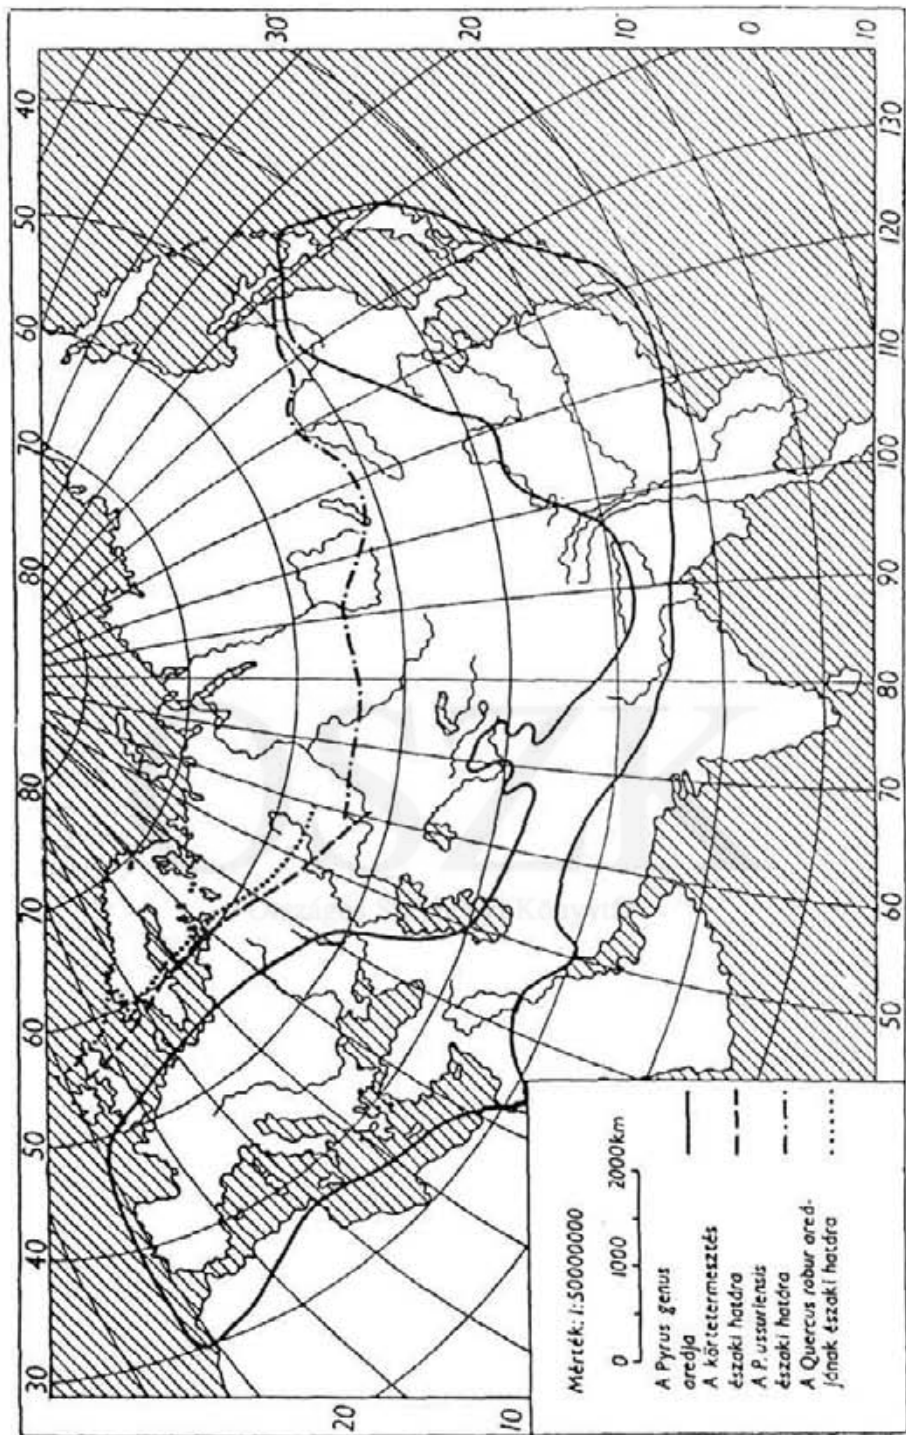 30 40 50 60 70 80 80 70 60 50 40
30°
20
20
10
10°
0
10
50 60 70 80 90 100 110 120 130
Mérték: 1:50000000
0 1000 2000km
A Pyrus genus
areája
A körtetermesztés
északi határa
A P. ussuriensis
északi határa
A Quercus robur areá-
jának északi határa
OSZK